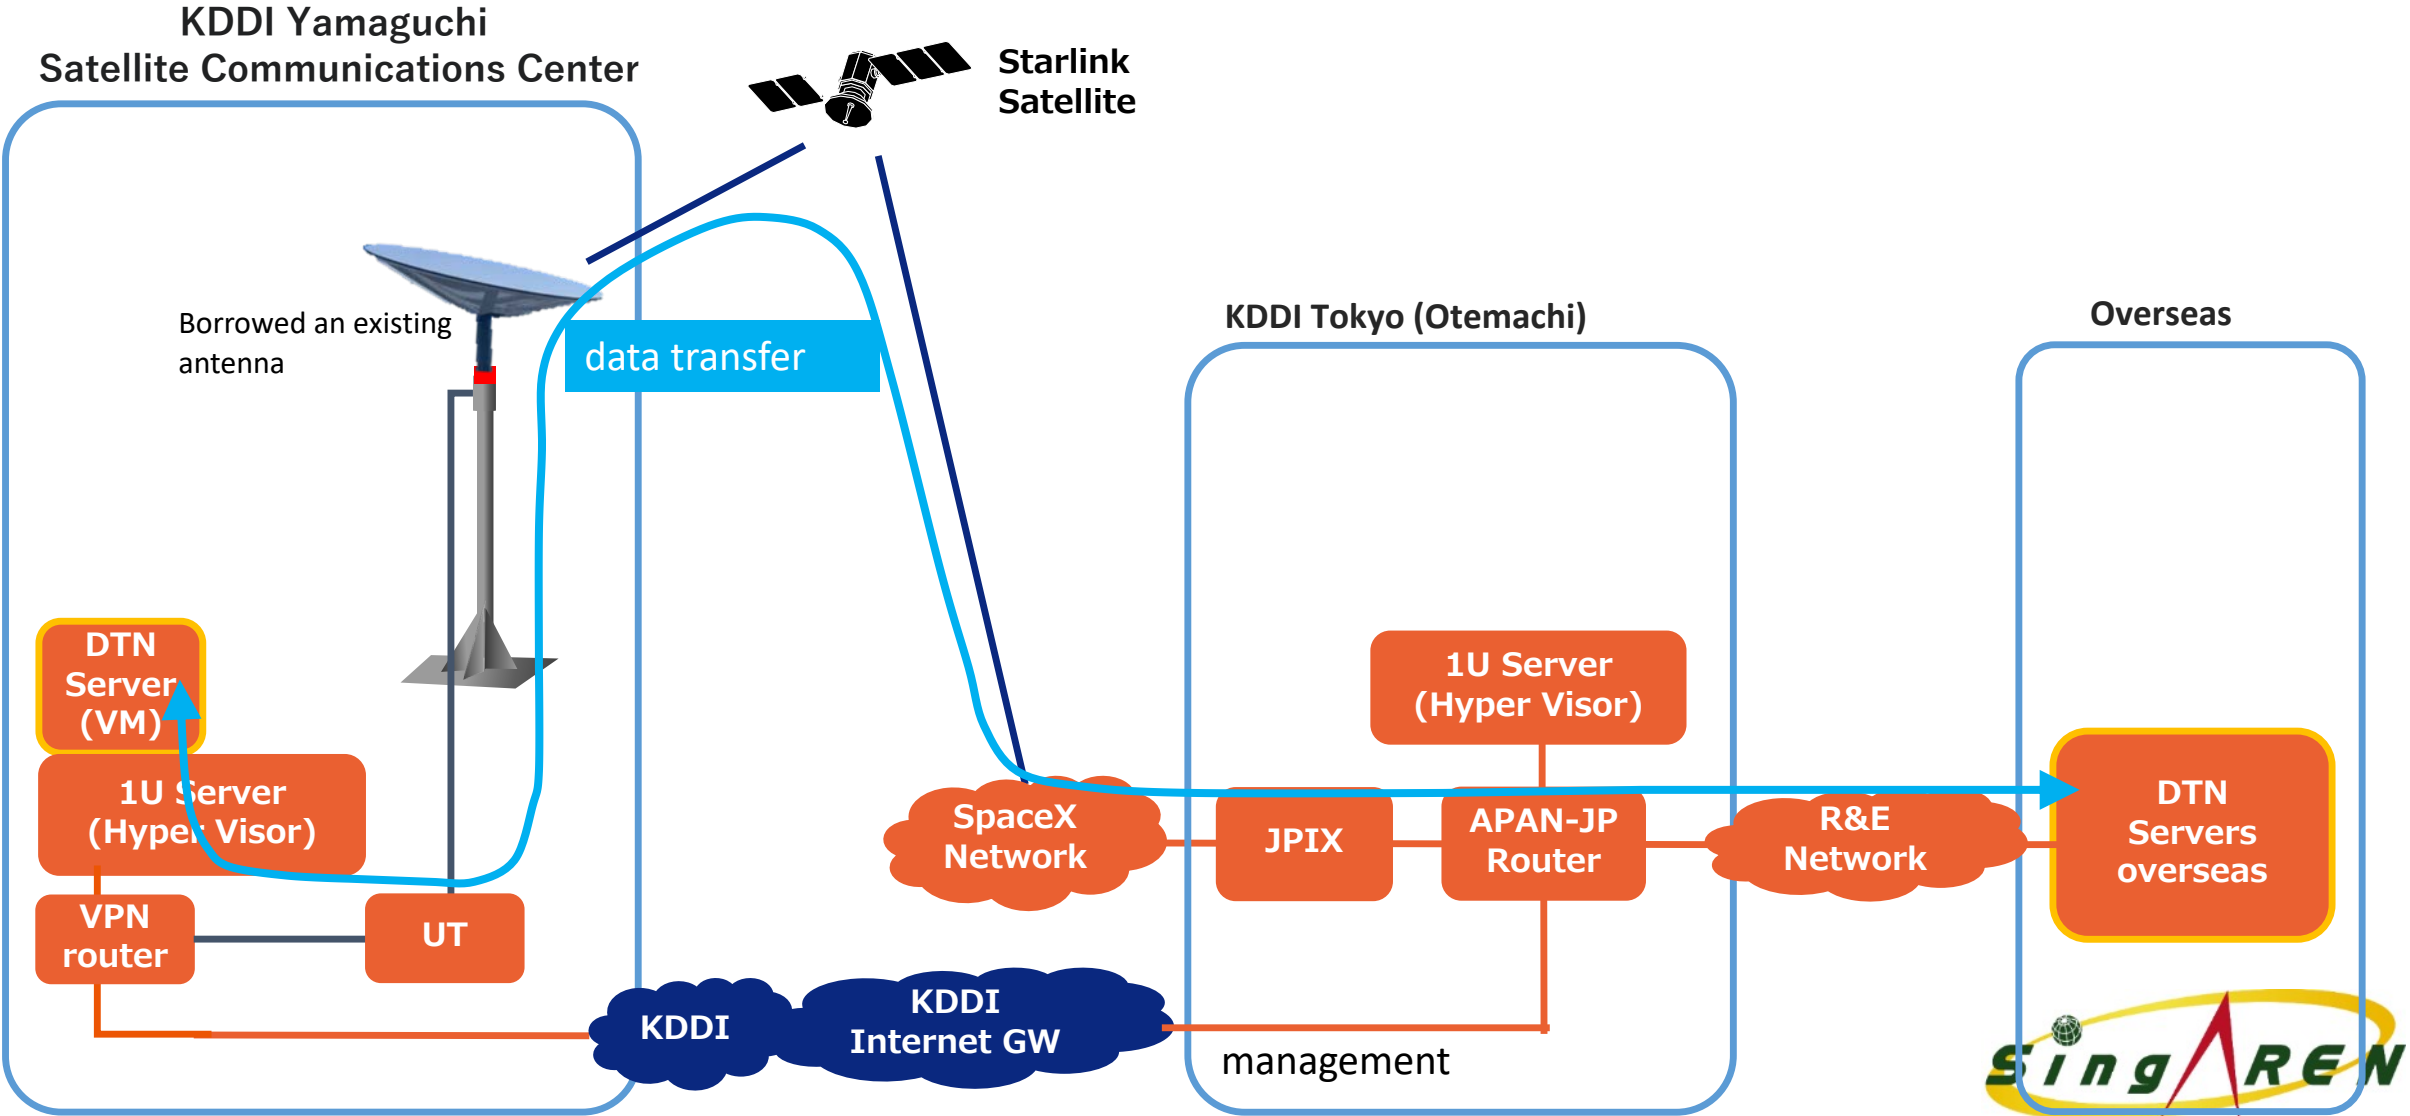 KDDI Yamaguchi
Satellite Communications Center
Starlink
Satellite
Borrowed an existing
antenna
data transfer
KDDI Tokyo (Otemachi)
Overseas
DTN
Server
(VM)
1U Server
(Hyper Visor)
VPN
router
UT
SpaceX
Network
JPIX
1U Server
(Hyper Visor)
APAN-JP
Router
R&E
Network
DTN
Servers
overseas
KDDI
KDDI
Internet GW
management
SingAREN